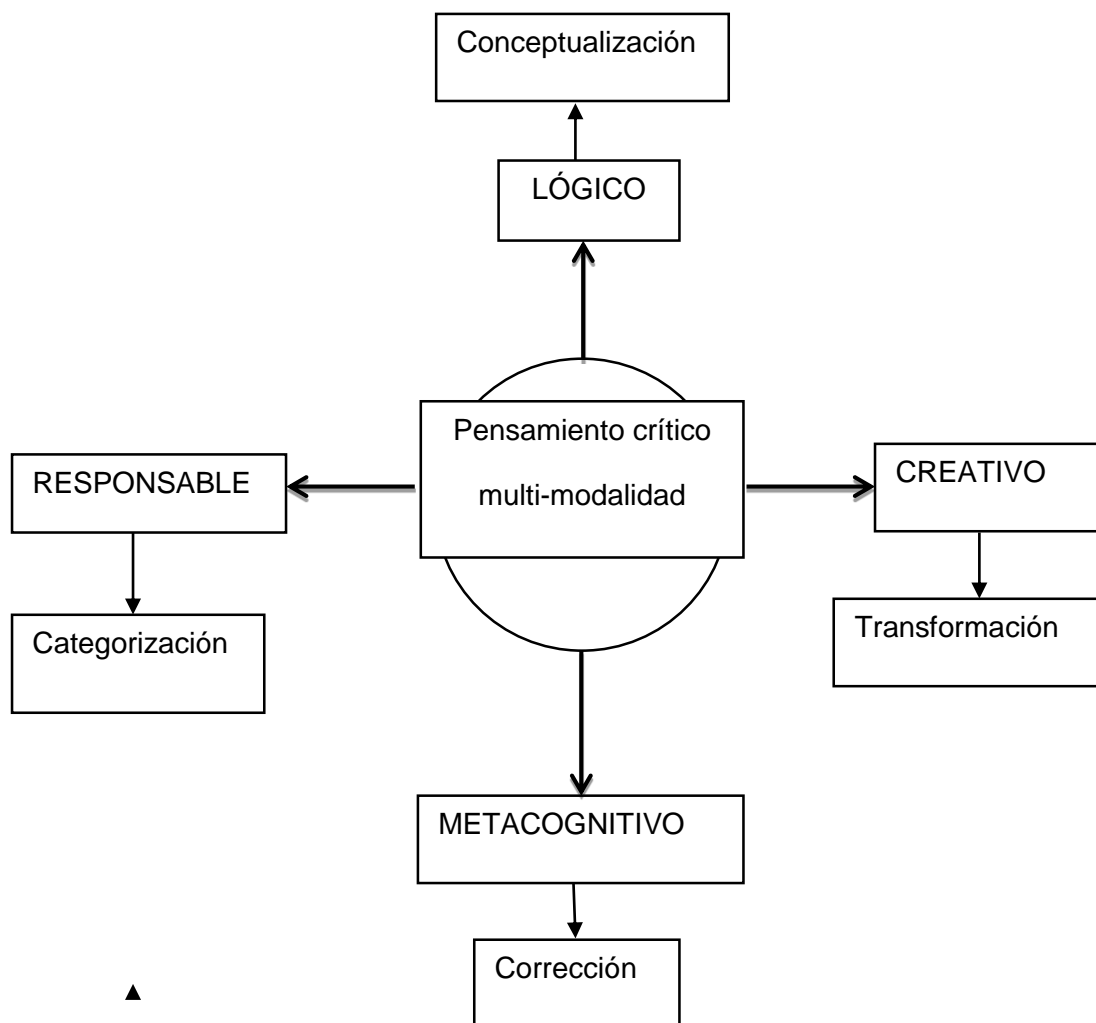 Conceptualización
LÓGICO
Pensamiento crítico
multi-modalidad
RESPONSABLE
CREATIVO
Categorización
Transformación
METACOGNITIVO
Corrección